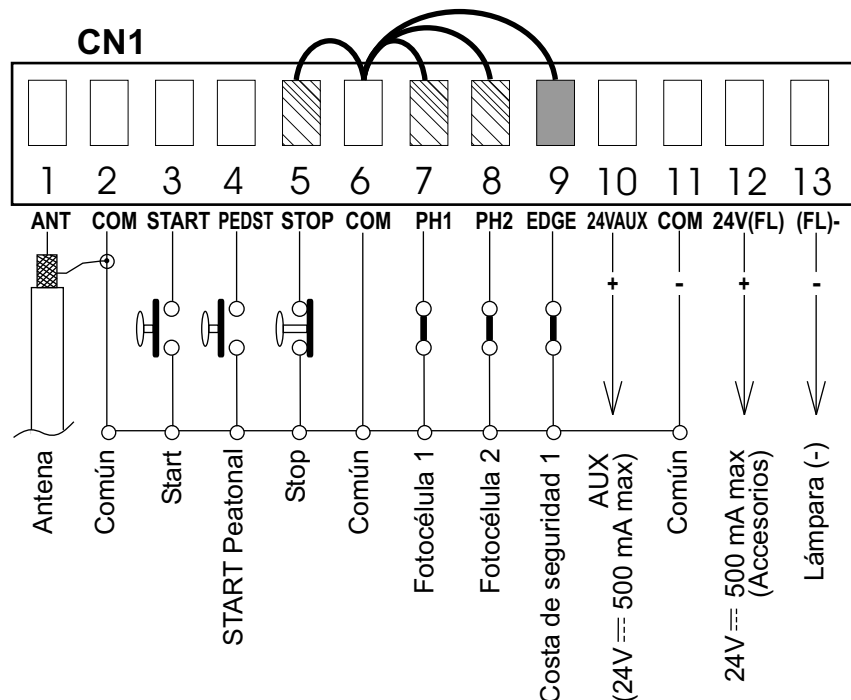 CN1
1 2 3 4 5 6 7 8 9 10 11 12 13
ANT COM START PEDST STOP COM PH1 PH2 EDGE 24VAUX COM 24V(FL) (FL)-
+ - + -
Antena
Común
Start
START Peatonal
Stop
Común
Fotocélula 1
Fotocélula 2
Costa de seguridad 1
AUX
(24V⎓ 500 mA max)
Común
24V⎓ 500 mA max
(Accesorios)
Lámpara (-)